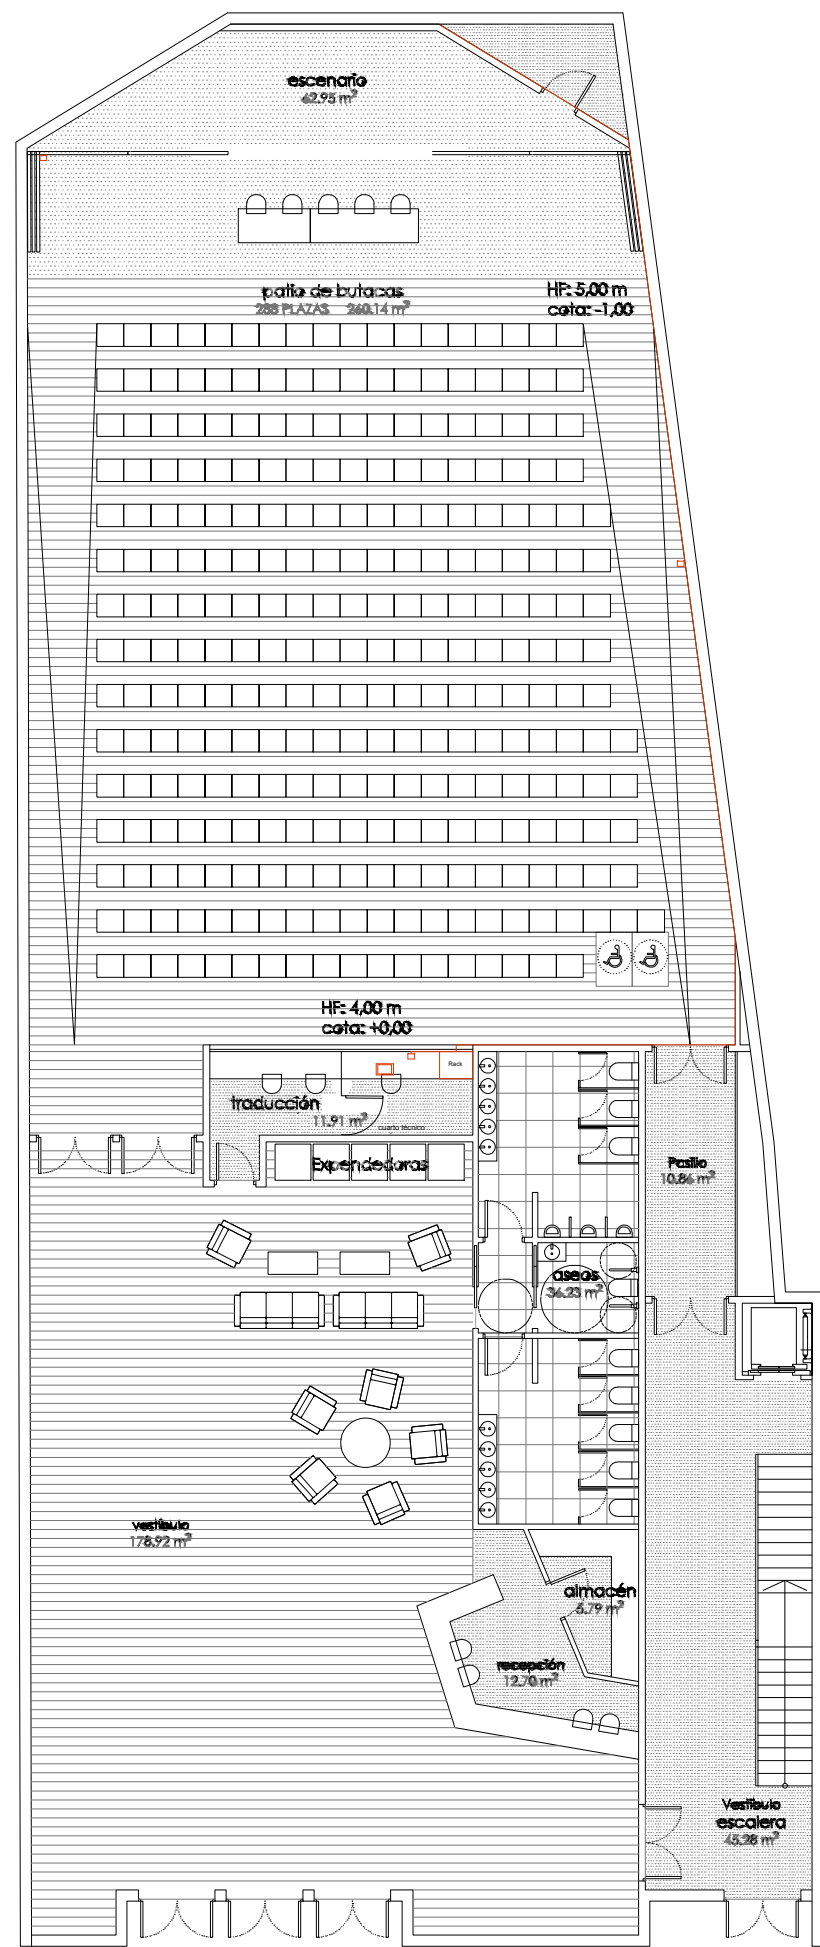 escenario
62.95 m²
patio de butacas
288 PLAZAS 260.14 m²
HF: 5,00 m
cota: -1,00
HF: 4,00 m
cota: +0,00
Rack
traducción
11.91 m²
cuarto técnico
Expendedoras
Pasillo
10.86 m²
aseos
36.23 m²
vestíbulo
178.92 m²
almacén
5.79 m²
recepción
12.70 m²
Vestíbulo
escalera
45.28 m²